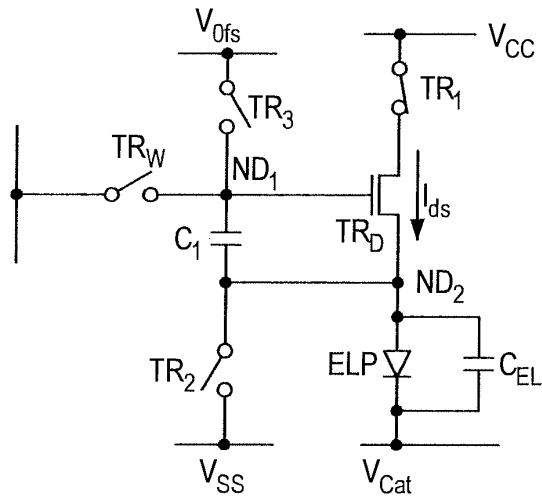 V0fs
VCC
TR3
TR1
TRW
ND1
Ids
C1
TRD
ND2
TR2
ELP
CEL
VSS
VCat